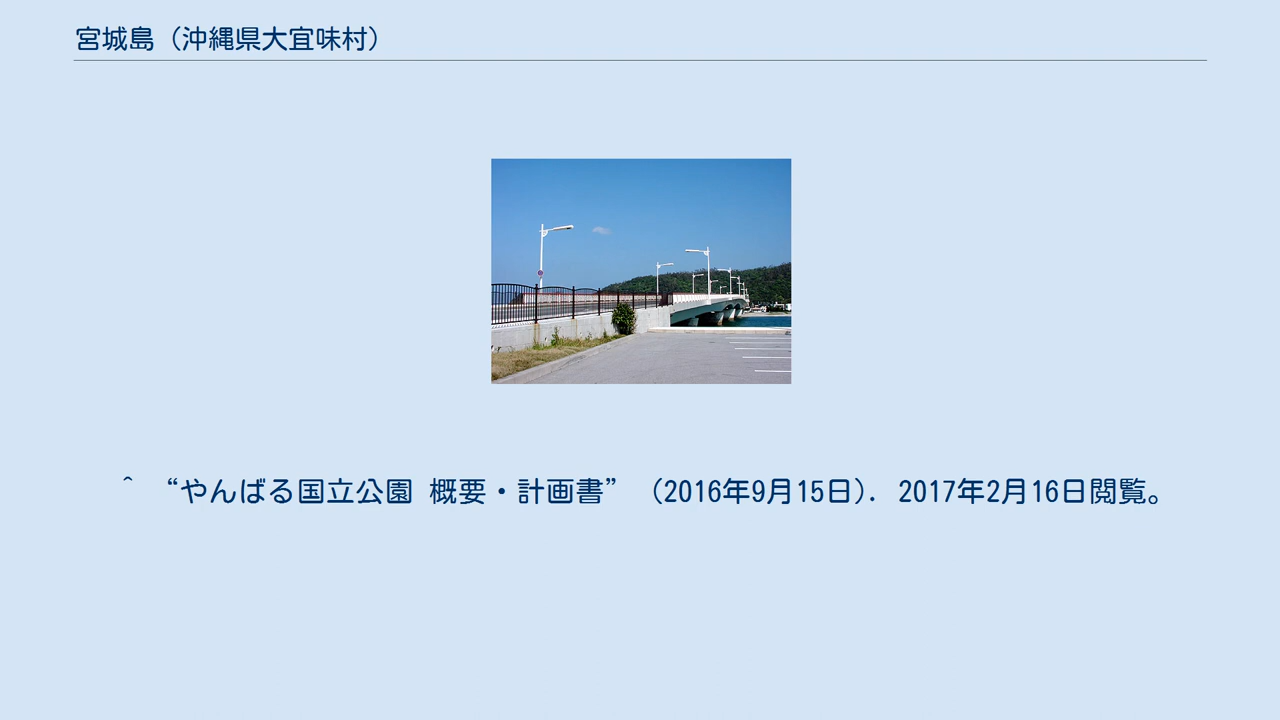 宮城島（沖縄県大宜味村）
^ “やんばる国立公園 概要・計画書” （2016年9月15日）. 2017年2月16日閲覧。